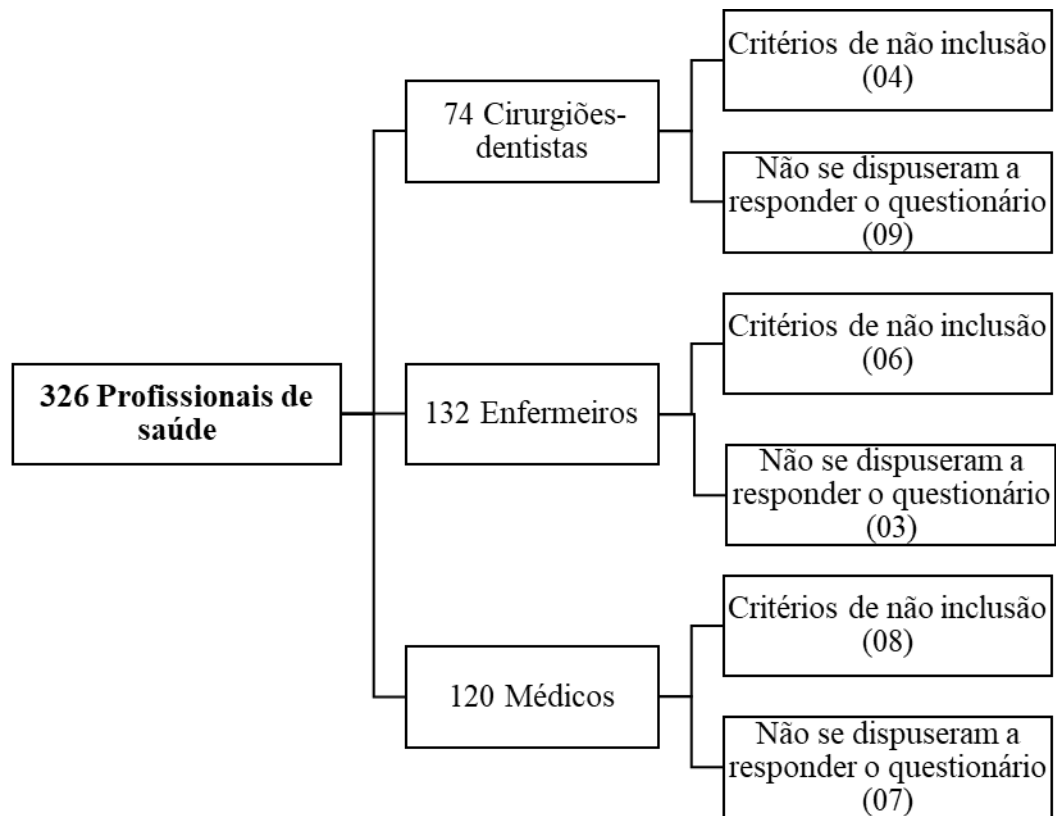 326 Profissionais de
saúde
74 Cirurgiões-
dentistas
Critérios de não inclusão
(04)
Não se dispuseram a
responder o questionário
(09)
132 Enfermeiros
Critérios de não inclusão
(06)
Não se dispuseram a
responder o questionário
(03)
120 Médicos
Critérios de não inclusão
(08)
Não se dispuseram a
responder o questionário
(07)